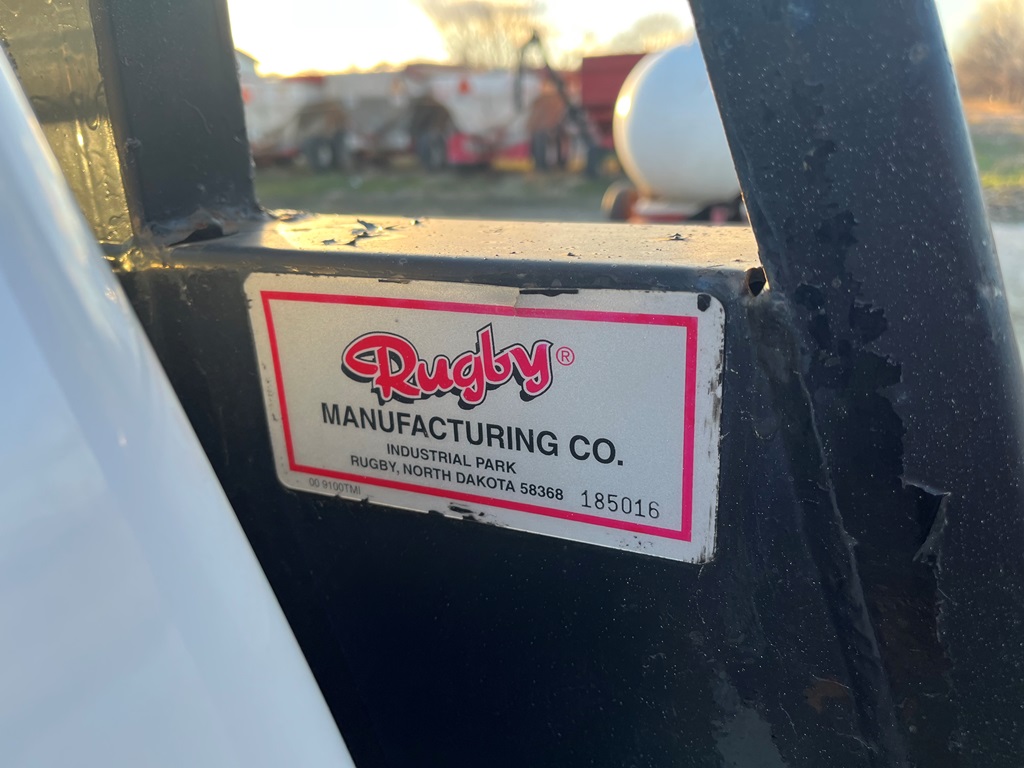 Rugby®
MANUFACTURING CO.
INDUSTRIAL PARK
RUGBY, NORTH DAKOTA 58368
00 9100TMI 185016